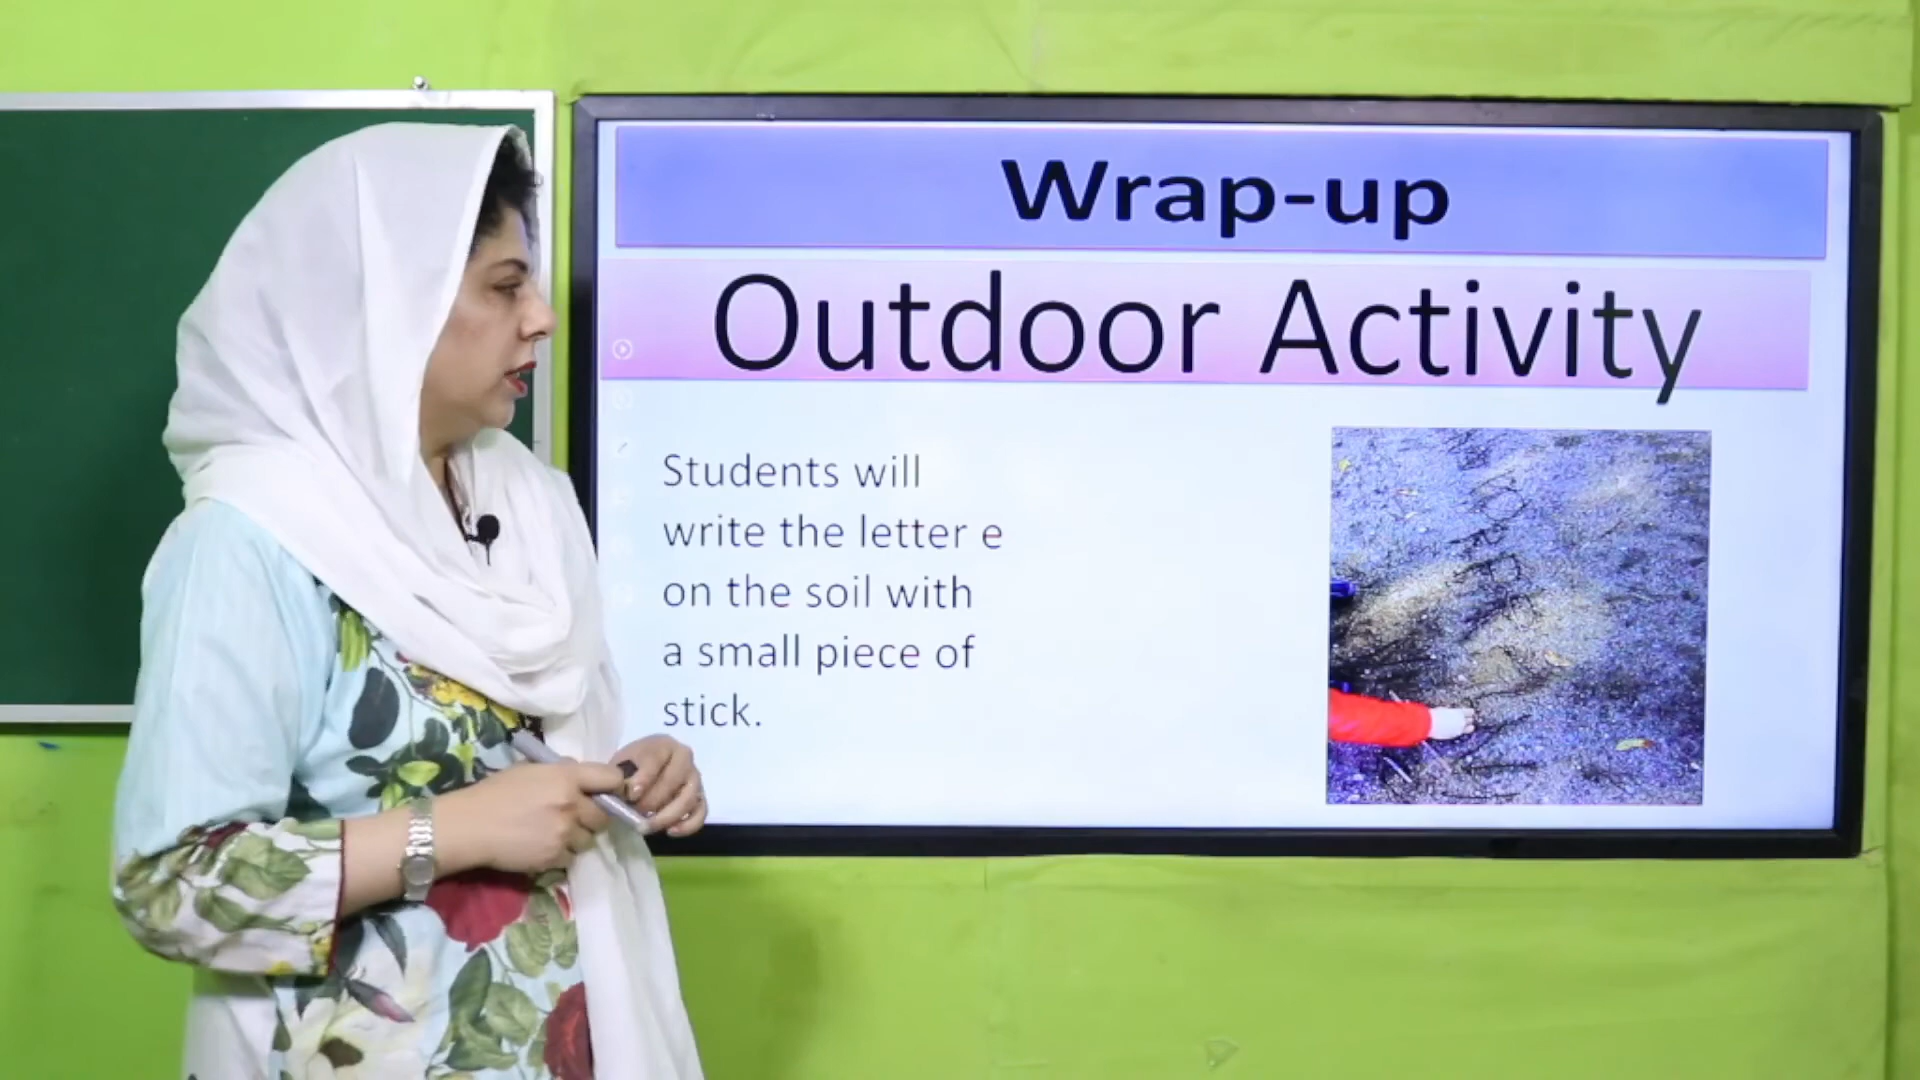 Wrap-up
Outdoor Activity
Students will
write the letter e
on the soil with
a small piece of
stick.